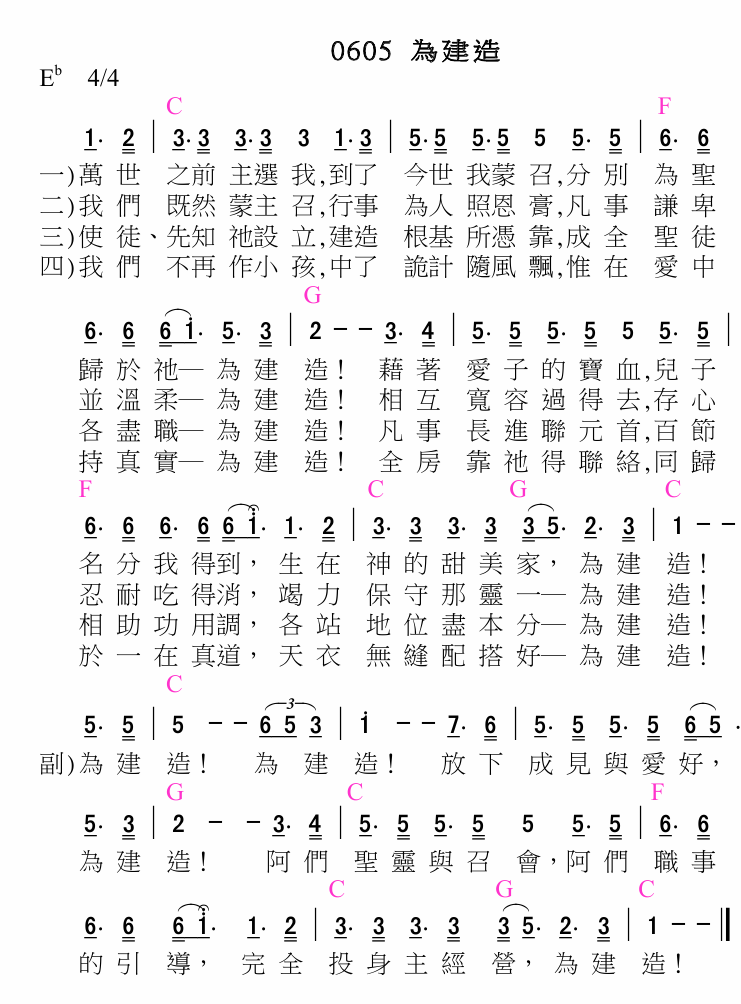 0605 為建造
E♭ 4/4
C F
1· 2 | 3·3 3·3 3 1·3 | 5·5 5·5 5 5· 5 | 6· 6
一)萬世 之前 主選 我,到了 今世 我蒙 召,分別 為聖
二)我們 既然 蒙主 召,行事 為人 照恩 膏,凡事 謙卑
三)使徒、先知 祂設 立,建造 根基 所憑 靠,成全 聖徒
四)我們 不再 作小 孩,中了 詭計 隨風 飄,惟在 愛中
G
6· 6 6 i· 5· 3 | 2 - - 3· 4 | 5· 5 5· 5 5 5· 5 |
歸於祂─為建 造! 藉著 愛子的寶血,兒子
並溫柔─為建 造! 相互 寬容過得去,存心
各盡職─為建 造! 凡事 長進聯元首,百節
持真實─為建 造! 全房 靠祂得聯絡,同歸
F C G C
6· 6 6· 6 6 i· 1· 2 | 3· 3 3· 3 3 5· 2· 3 | 1 - -
名分我得到, 生在 神的甜美家, 為建 造!
忍耐吃得消, 竭力 保守那靈一─為建 造!
相助功用調, 各站 地位盡本分─為建 造!
於一在真道, 天衣 無縫配搭好─為建 造!
C
5· 5 | 5 - - 6 5 3 | i - - 7· 6 | 5· 5 5· 5 6 5 ·
3
副)為建 造! 為 建 造! 放下 成見與愛好,
G C F
5· 3 | 2 - - 3· 4 | 5· 5 5· 5 5 5· 5 | 6· 6
為建 造! 阿們 聖靈與召 會,阿們 職事
C G C
6· 6 6 i· 1· 2 | 3· 3 3· 3 3 5· 2· 3 | 1 - - ‖
的引導, 完全 投身主經 營, 為建 造!